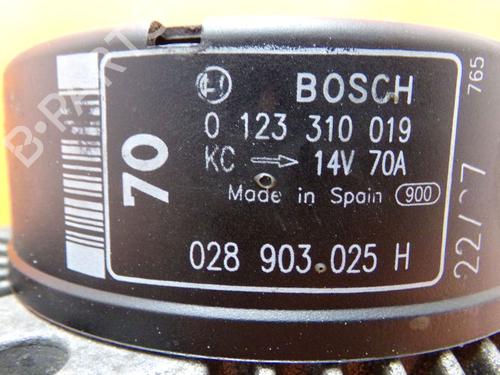 BOSCH
0 123 310 019
KC → 14V 70A
Made in Spain 900
028 903 025 H
70
765